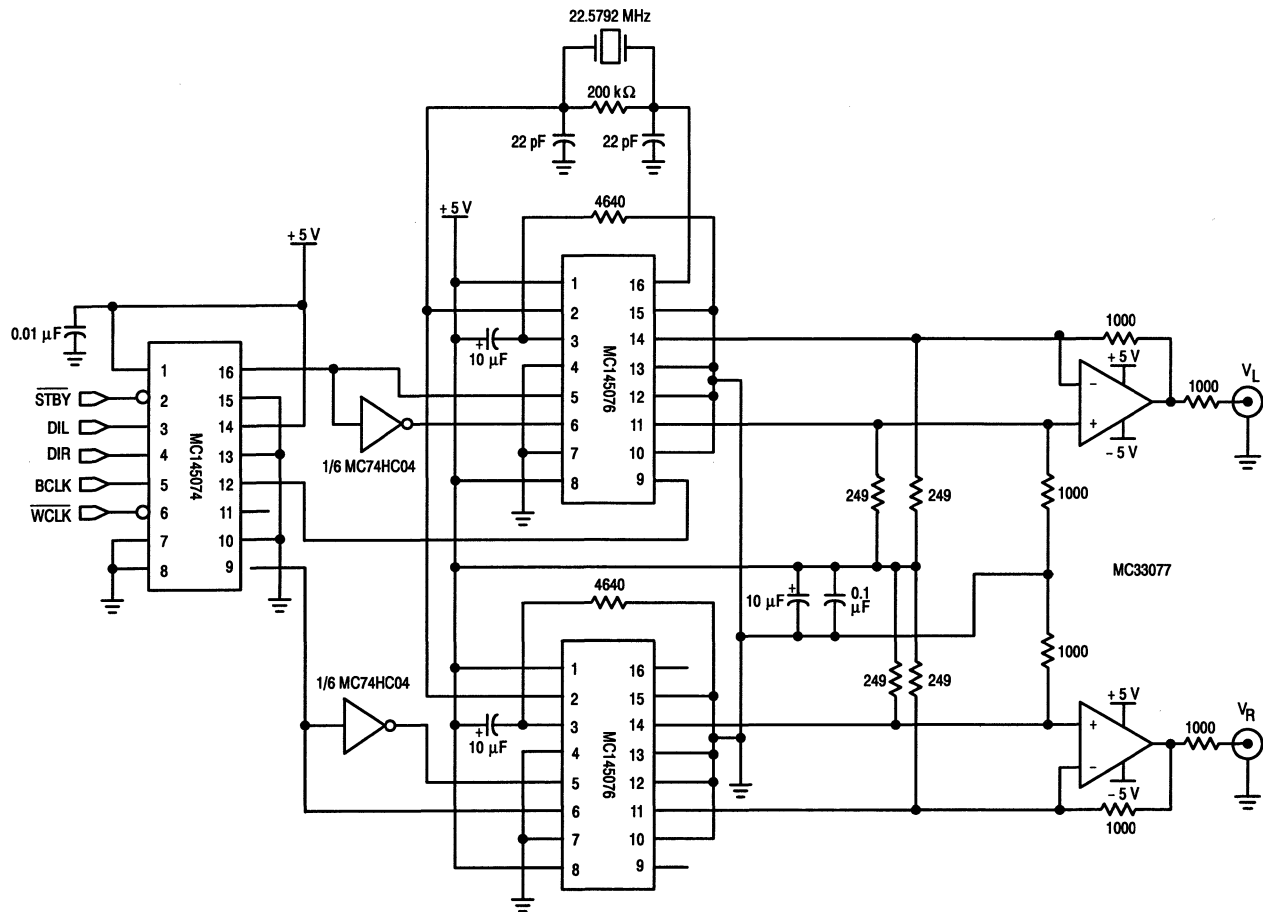 22.5792 MHz
200 kΩ
22 pF
22 pF
+ 5 V
4640
+ 5 V
0.01 μF
1
2
3
4
5
6
7
8
MC145074
16
15
14
13
12
11
10
9
STBY
DIL
DIR
BCLK
WCLK
1/6 MC74HC04
+
10 μF
1
2
3
4
5
6
7
8
MC145076
16
15
14
13
12
11
10
9
1000
+ 5 V
−
+
− 5 V
1000
VL
249
249
1000
MC33077
4640
10 μF
+
0.1
μF
1000
1/6 MC74HC04
+
10 μF
1
2
3
4
5
6
7
8
MC145076
16
15
14
13
12
11
10
9
249
249
+ 5 V
+
−
− 5 V
1000
VR
1000